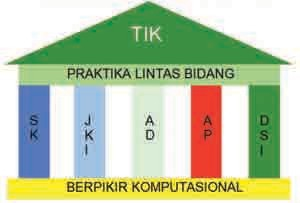 TIK
PRAKTIKA LINTAS BIDANG
SK
JKI
AD
AP
DSI
BERPIKIR KOMPUTASIONAL